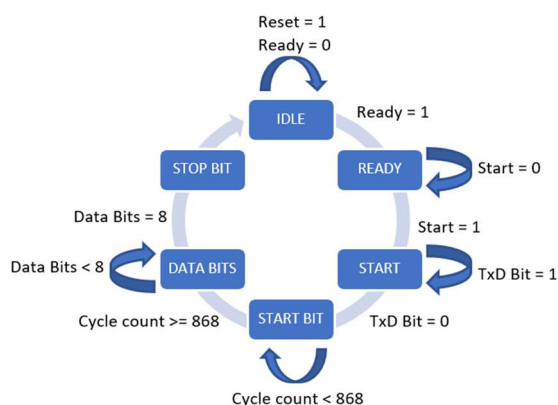 Reset = 1
Ready = 0
IDLE
Ready = 1
STOP BIT
READY
Start = 0
Data Bits = 8
Start = 1
Data Bits < 8
DATA BITS
START
TxD Bit = 1
START BIT
Cycle count >= 868
TxD Bit = 0
Cycle count < 868